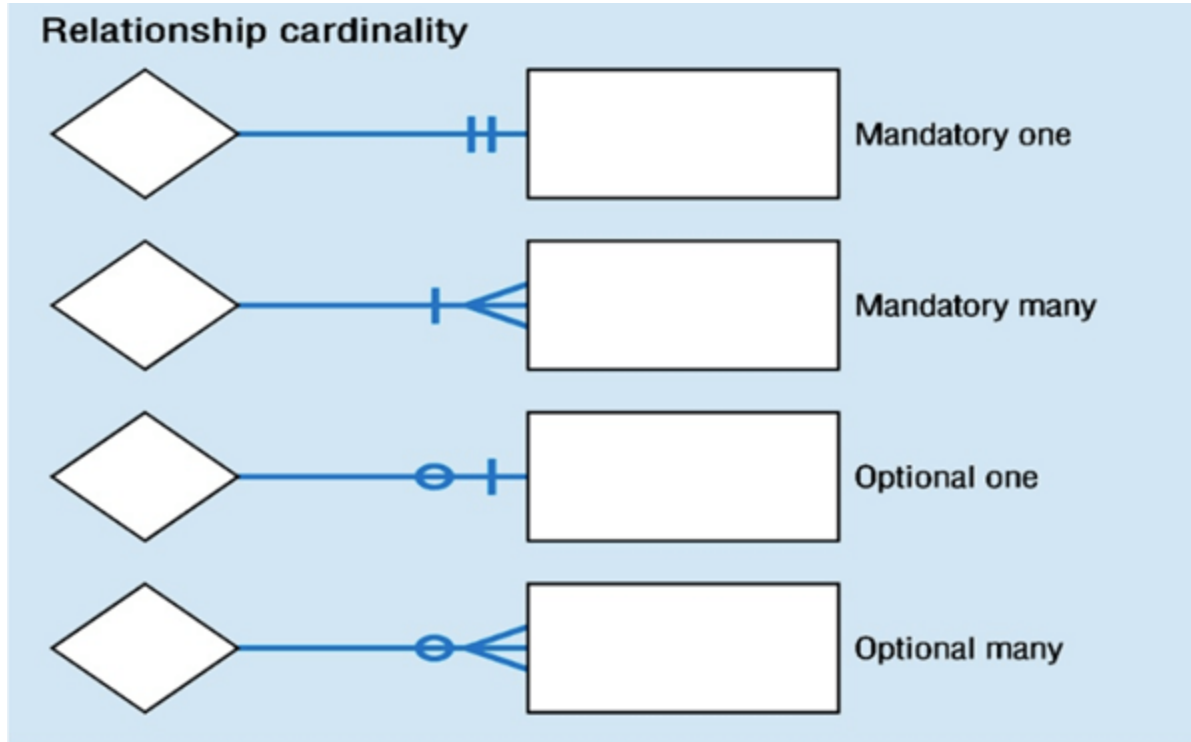 Relationship cardinality
Mandatory one
Mandatory many
Optional one
Optional many